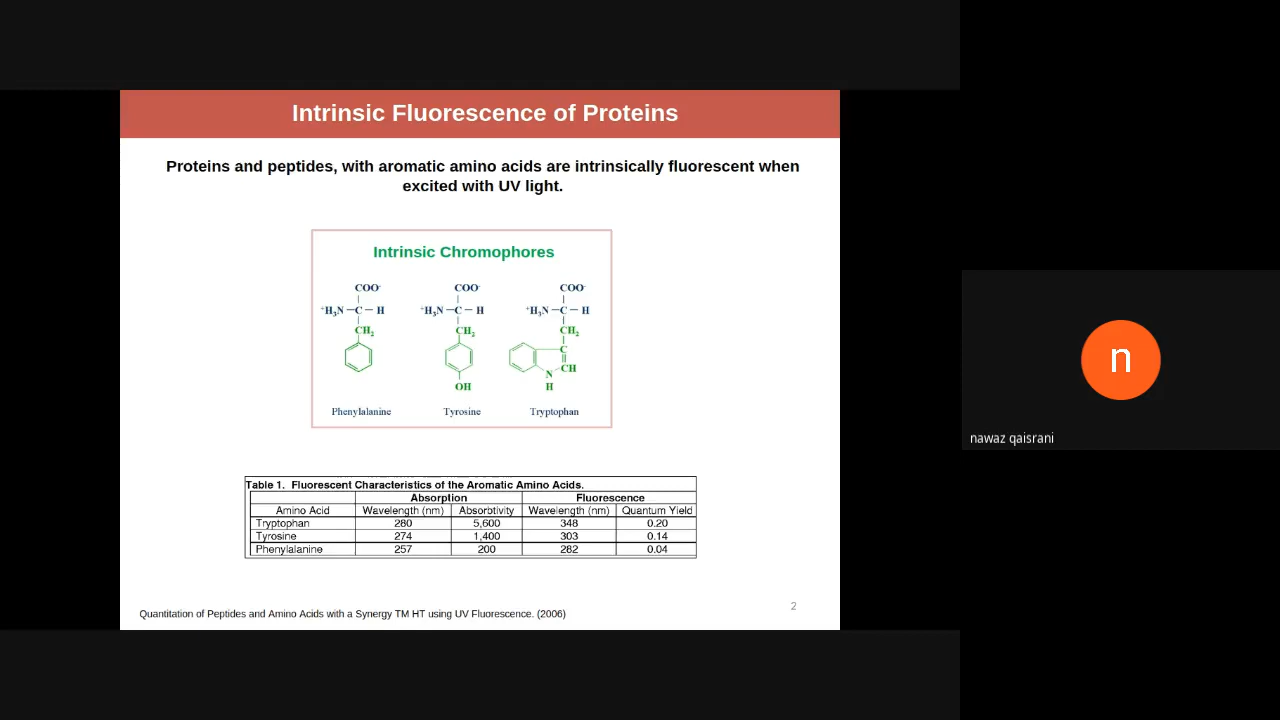 Intrinsic Fluorescence of Proteins
Proteins and peptides, with aromatic amino acids are intrinsically fluorescent when
excited with UV light.
Intrinsic Chromophores
COO- COO- COO-
+H3N — C — H +H3N — C — H +H3N — C — H
CH2 CH2 CH2
C
CH
N
OH H
Phenylalanine Tyrosine Tryptophan
Table 1. Fluorescent Characteristics of the Aromatic Amino Acids.
Absorption Fluorescence
Amino Acid Wavelength (nm) Absorbtivity Wavelength (nm) Quantum Yield
Tryptophan 280 5,600 348 0.20
Tyrosine 274 1,400 303 0.14
Phenylalanine 257 200 282 0.04
Quantitation of Peptides and Amino Acids with a Synergy TM HT using UV Fluorescence. (2006)
2
n
nawaz qaisrani